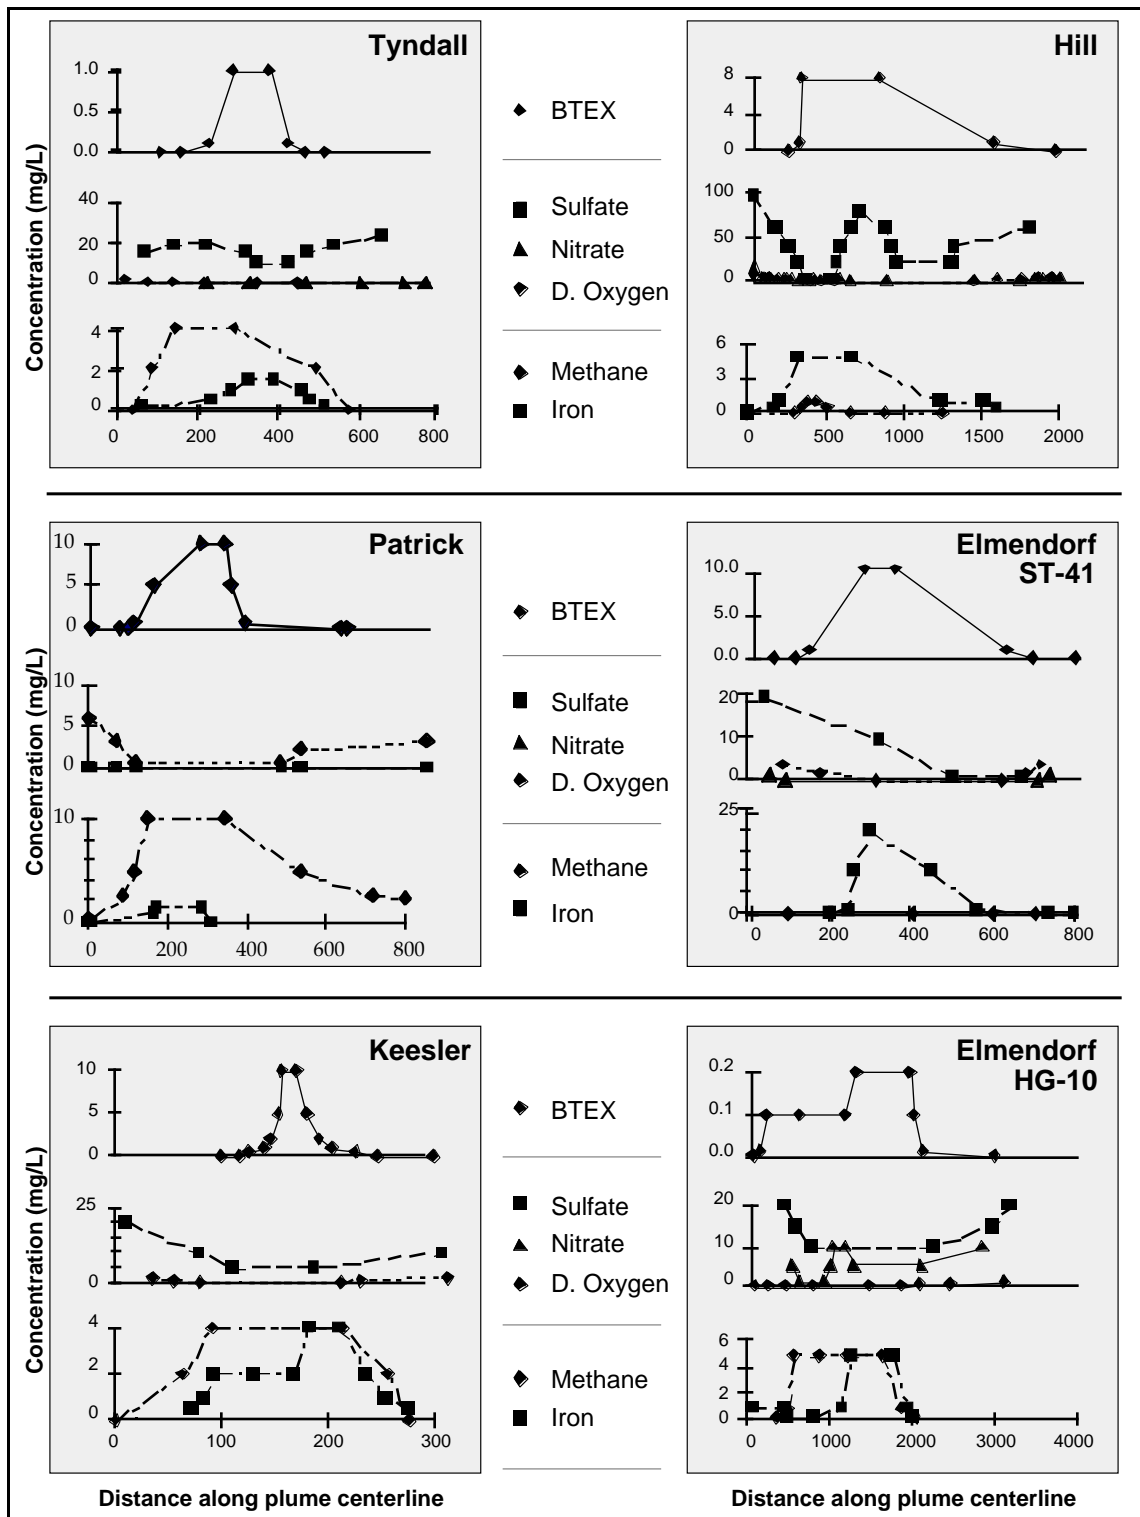 Tyndall
1.0
0.5
0.0
40
20
0
4
2
0
0 200 400 600 800
Concentration (mg/L)
BTEX
Sulfate
Nitrate
D. Oxygen
Methane
Iron
Hill
8
4
0
100
50
0
6
3
0
0 500 1000 1500 2000
Patrick
10
5
0
10
5
0
10
0
0 200 400 600 800
Concentration (mg/L)
BTEX
Sulfate
Nitrate
D. Oxygen
Methane
Iron
Elmendorf
ST-41
10.0
5.0
0.0
20
10
0
25
0
0 200 400 600 800
Keesler
10
5
0
25
0
4
2
0
0 100 200 300
Concentration (mg/L)
Distance along plume centerline
BTEX
Sulfate
Nitrate
D. Oxygen
Methane
Iron
Elmendorf
HG-10
0.2
0.1
0.0
20
10
0
6
4
2
0
0 1000 2000 3000 4000
Distance along plume centerline